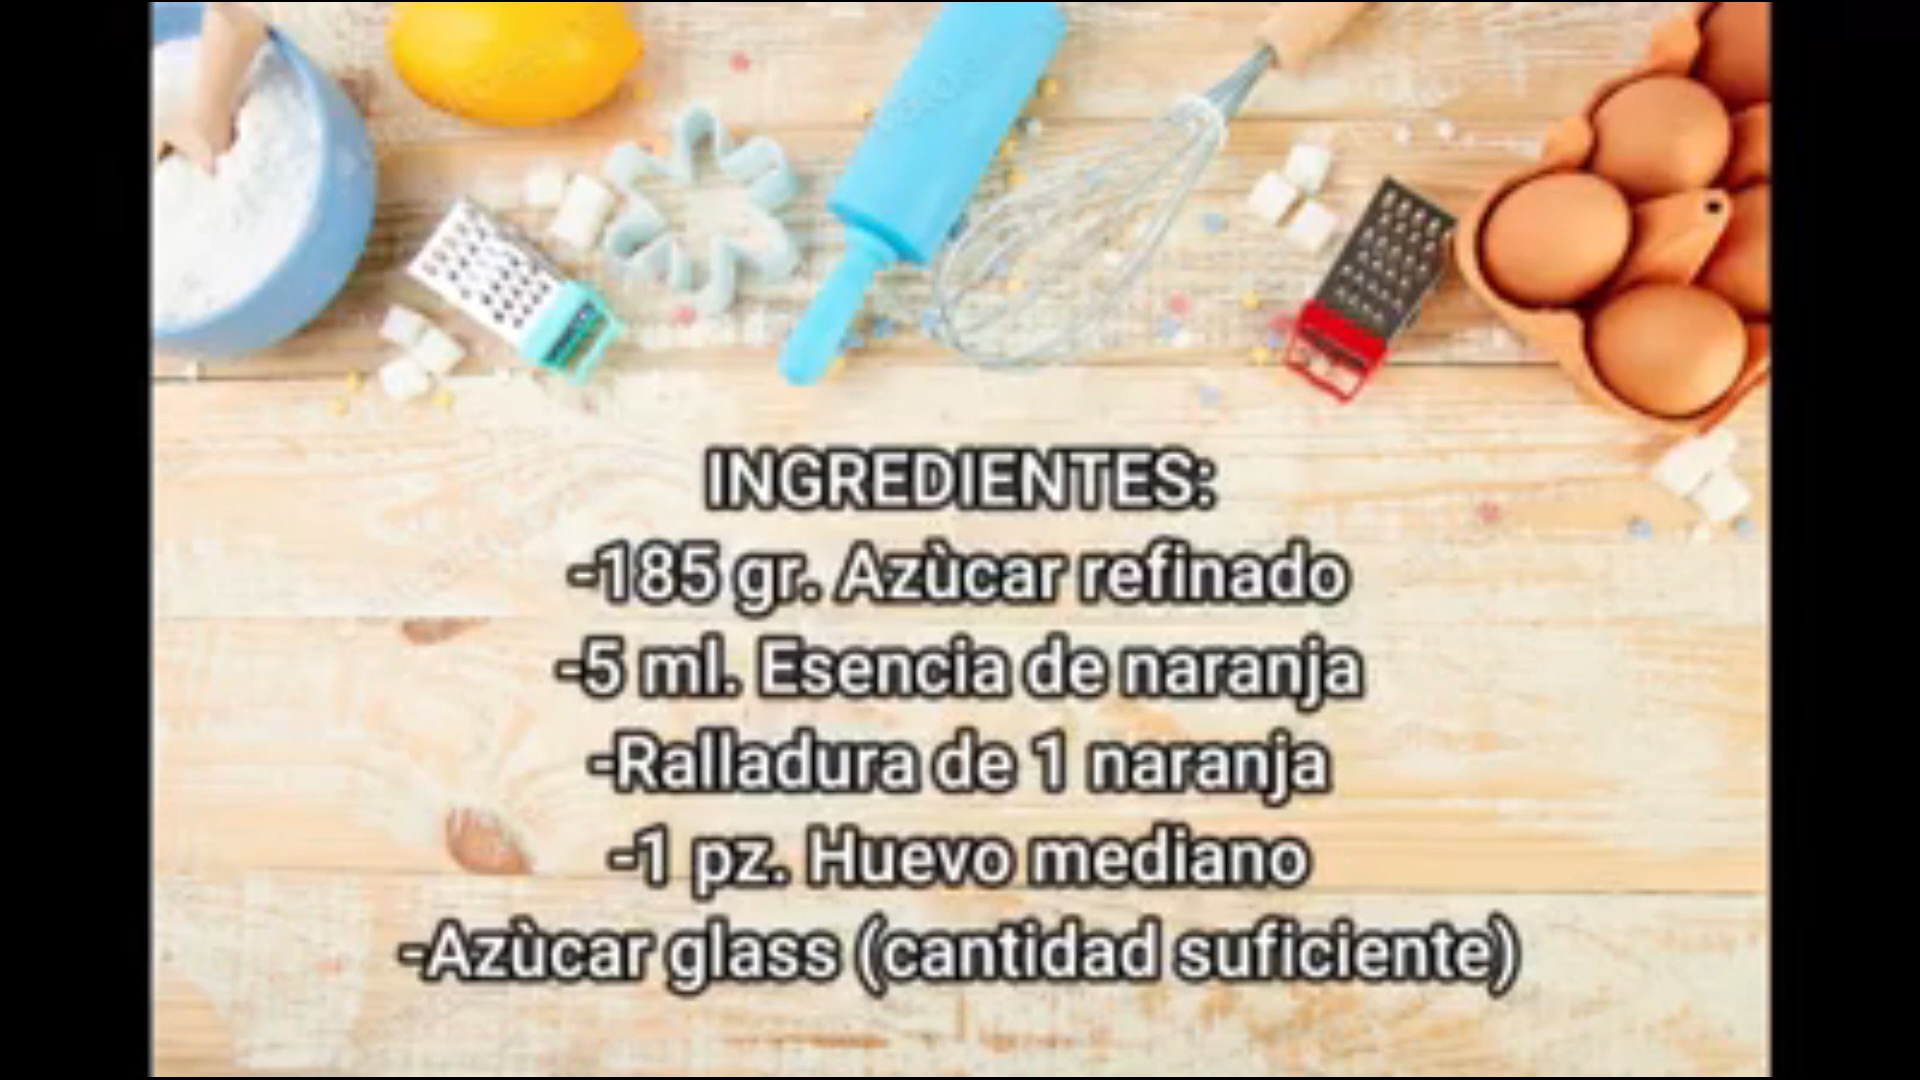 INGREDIENTES:
-185 gr. Azùcar refinado
-5 ml. Esencia de naranja
-Ralladura de 1 naranja
-1 pz. Huevo mediano
-Azùcar glass (cantidad suficiente)